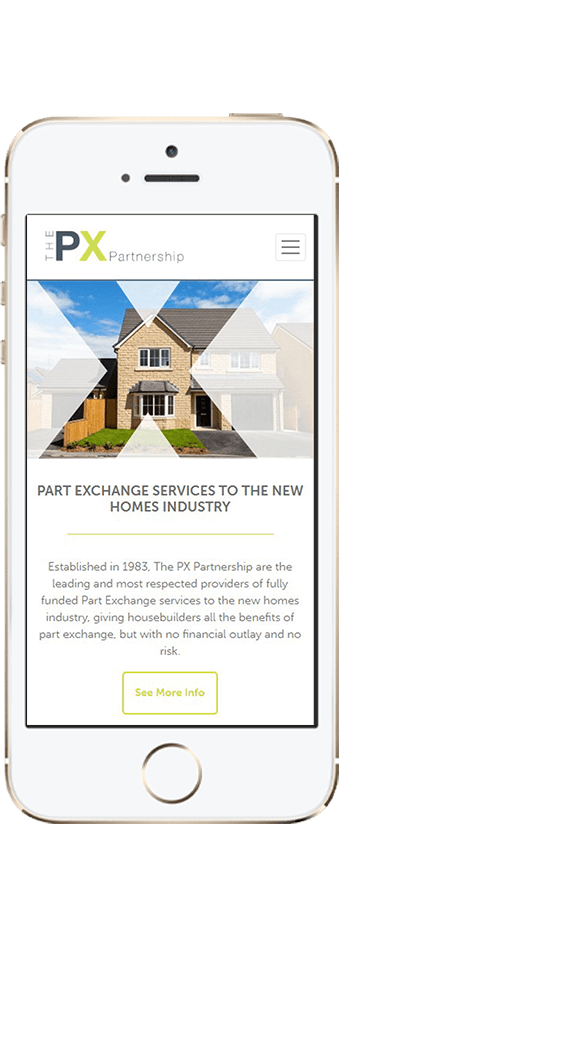 THE PX Partnership
PART EXCHANGE SERVICES TO THE NEW
HOMES INDUSTRY
Established in 1983, The PX Partnership are the
leading and most respected providers of fully
funded Part Exchange services to the new homes
industry, giving housebuilders all the benefits of
part exchange, but with no financial outlay and no
risk.
See More Info